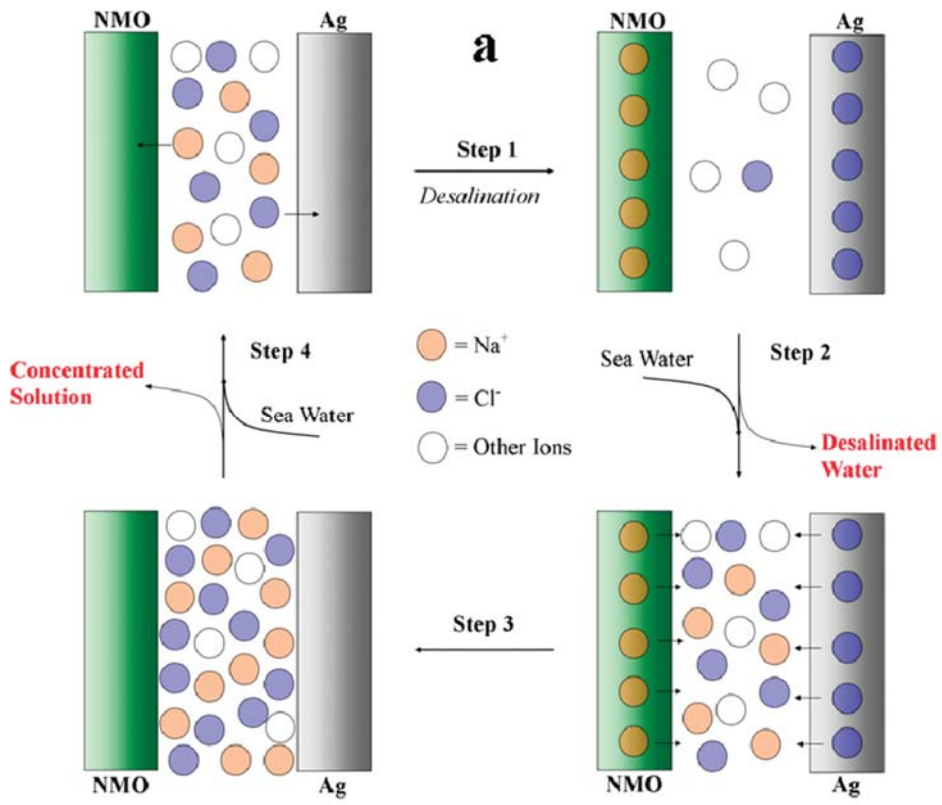 NMO
Ag
a
NMO
Ag
Step 1
Desalination
Concentrated
Solution
Step 4
Sea Water
= Na⁺
= Cl⁻
= Other Ions
Sea Water
Step 2
Desalinated
Water
Step 3
NMO
Ag
NMO
Ag